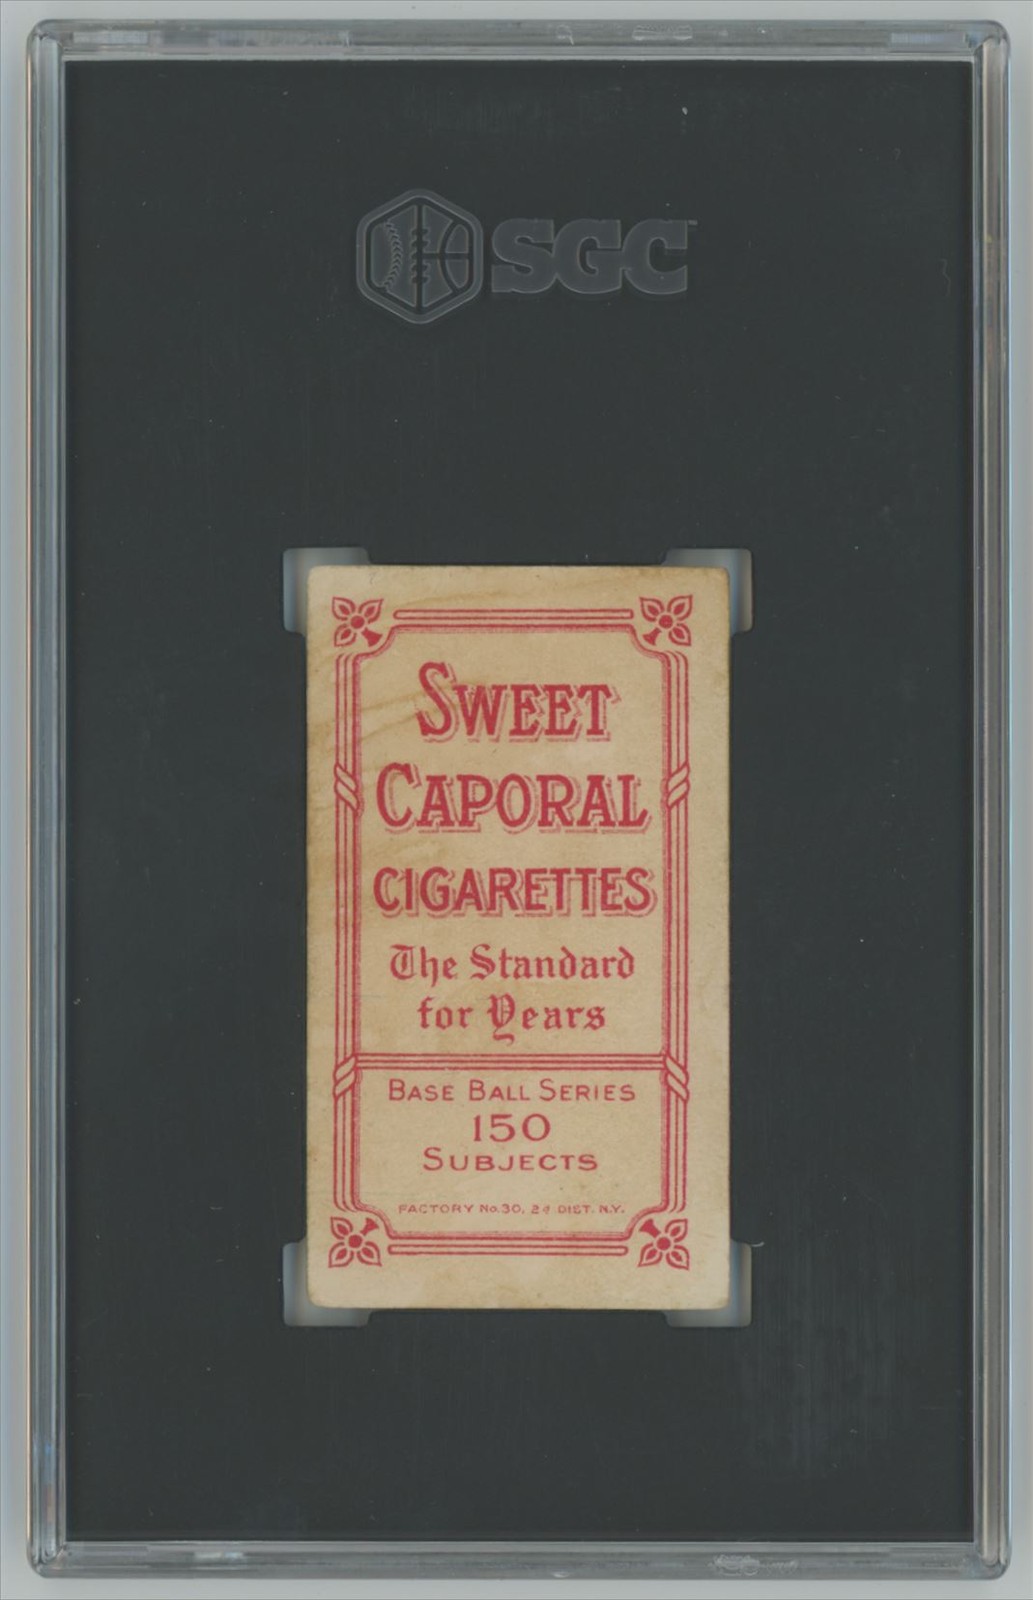 SGC
SWEET
CAPORAL
CIGARETTES
The Standard
for Years
BASE BALL SERIES
150
SUBJECTS
FACTORY No. 30, 2d DIST. N.Y.